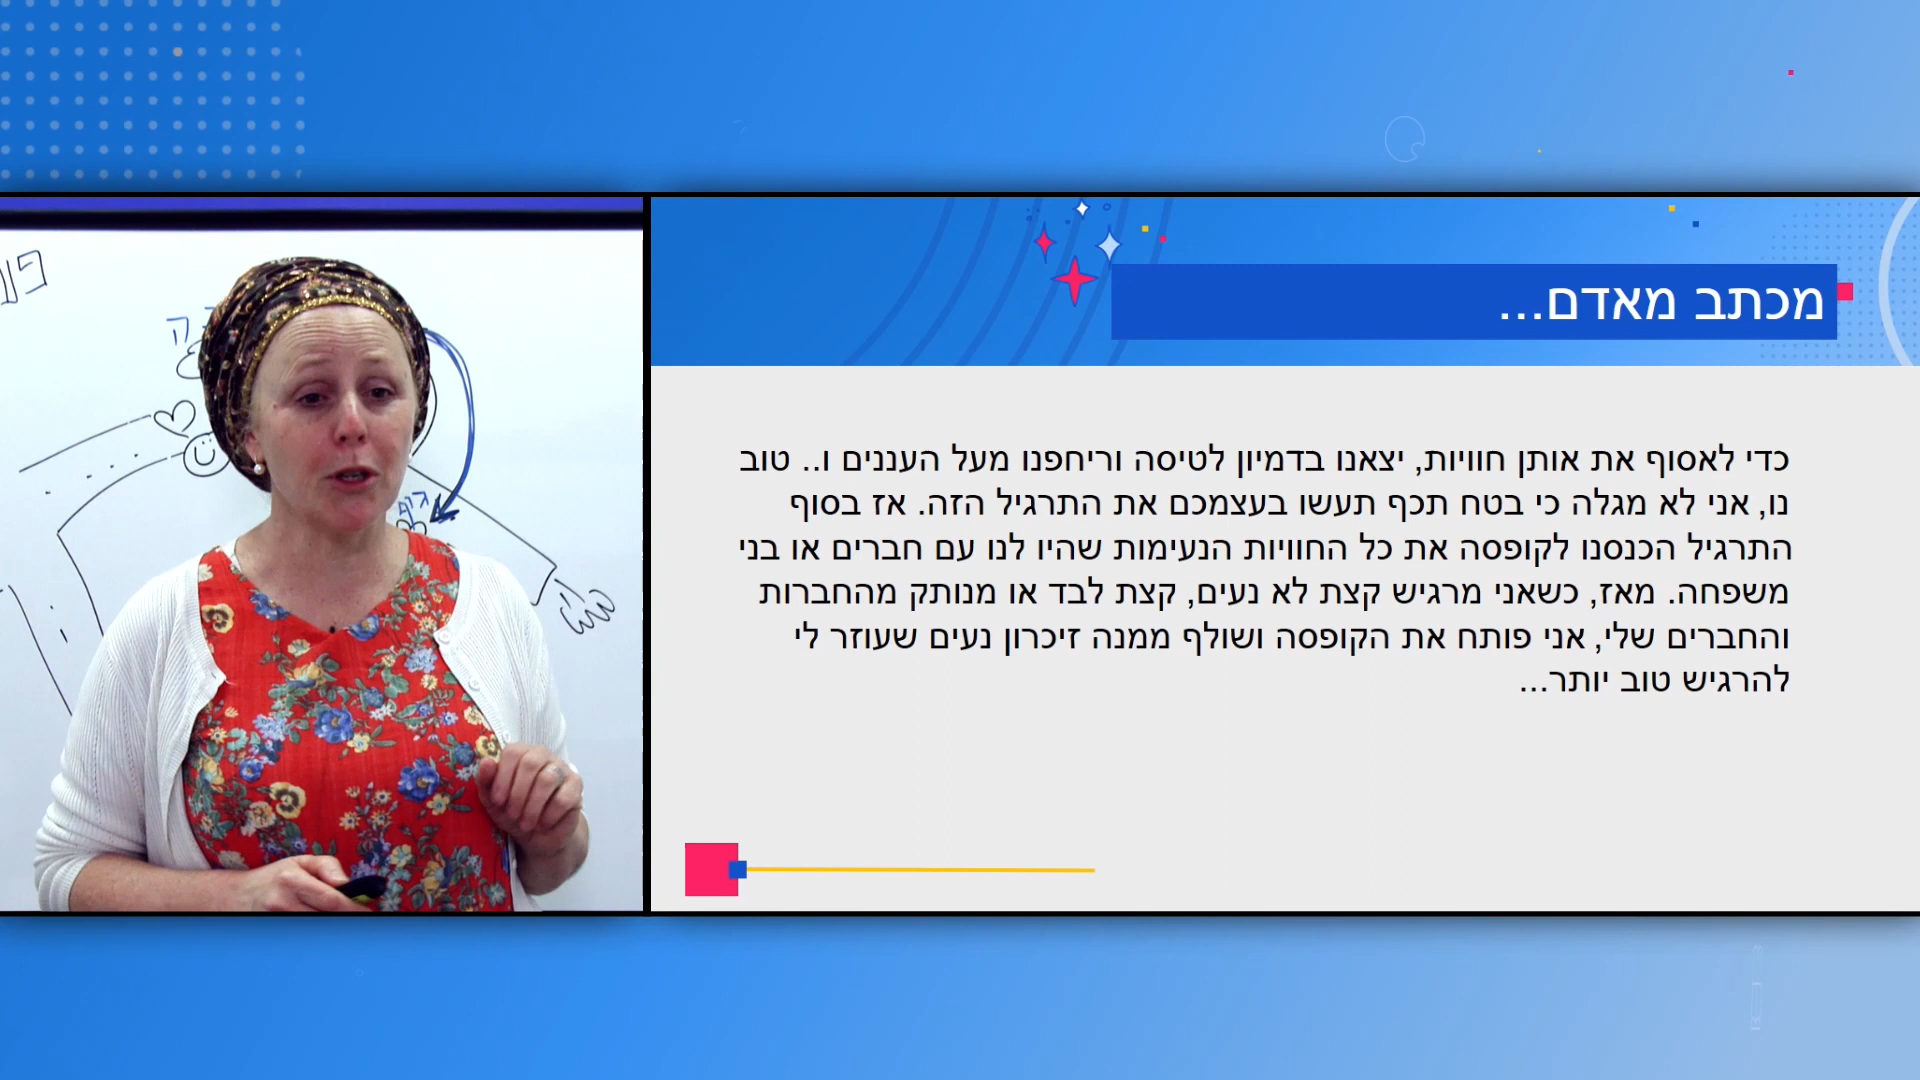 מכתב מאדם...
כדי לאסוף את אותן חוויות, יצאנו בדמיון לטיסה וריחפנו מעל העננים ו.. טוב
נו, אני לא מגלה כי בטח תכף תעשו בעצמכם את התרגיל הזה. אז בסוף
התרגיל הכנסנו לקופסה את כל החוויות הנעימות שהיו לנו עם חברים או בני
משפחה. מאז, כשאני מרגיש קצת לא נעים, קצת לבד או מנותק מהחברות
והחברים שלי, אני פותח את הקופסה ושולף ממנה זיכרון נעים שעוזר לי
להרגיש טוב יותר...